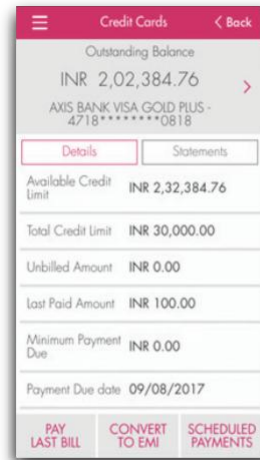 Credit Cards < Back
Outstanding Balance
INR 2,02,384.76 >
AXIS BANK VISA GOLD PLUS -
4718********0818
Details Statements
Available Credit
Limit
INR 2,32,384.76
Total Credit Limit INR 30,000.00
Unbilled Amount INR 0.00
Last Paid Amount INR 100.00
Minimum Payment
Due
INR 0.00
Payment Due date 09/08/2017
PAY
LAST BILL
CONVERT
TO EMI
SCHEDULED
PAYMENTS